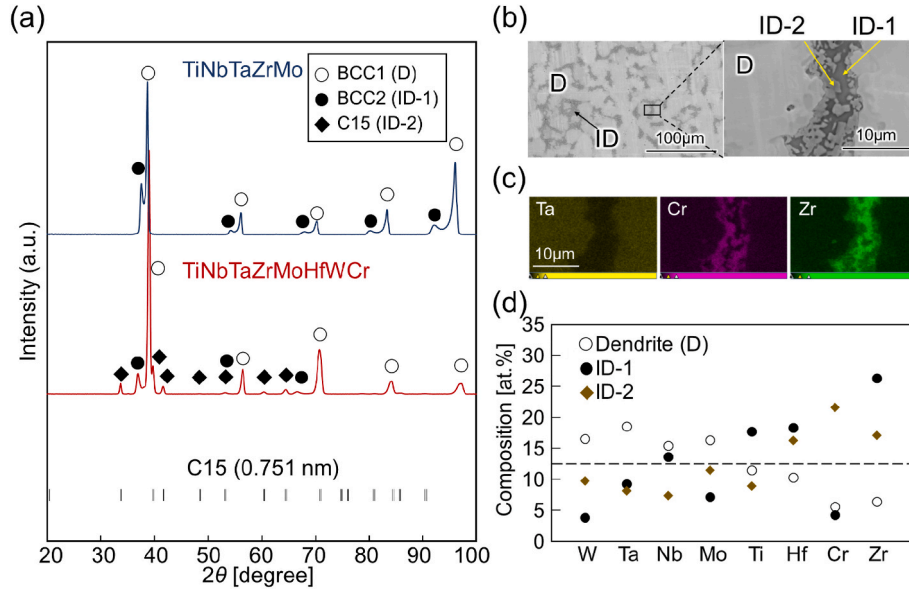 (a)
TiNbTaZrMo
BCC1 (D)
BCC2 (ID-1)
C15 (ID-2)
TiNbTaZrMoHfWCr
C15 (0.751 nm)
Intensity (a.u.)
20 30 40 50 60 70 80 90 100
2θ [degree]
(b)
ID-2 ID-1
D
ID
100μm
D
10μm
(c)
Ta
10μm
Cr
Zr
(d)
35
30
25
20
15
10
5
0
Composition [at.%]
Dendrite (D)
ID-1
ID-2
W Ta Nb Mo Ti Hf Cr Zr